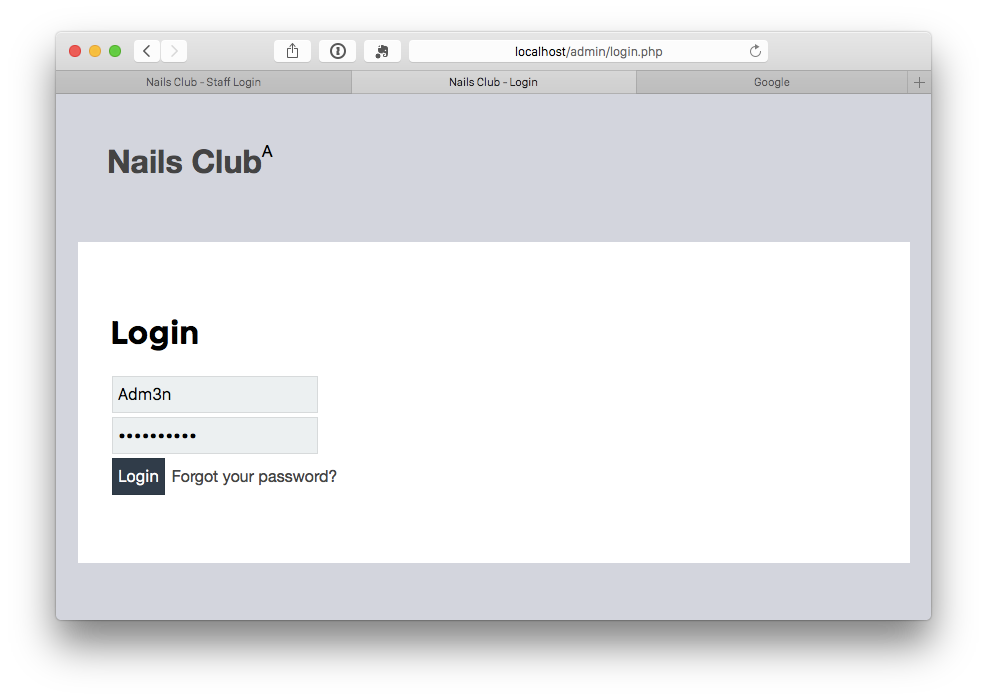 localhost/admin/login.php
Nails Club - Staff Login
Nails Club - Login
Google
Nails ClubA
Login
Adm3n
••••••••••
Login Forgot your password?